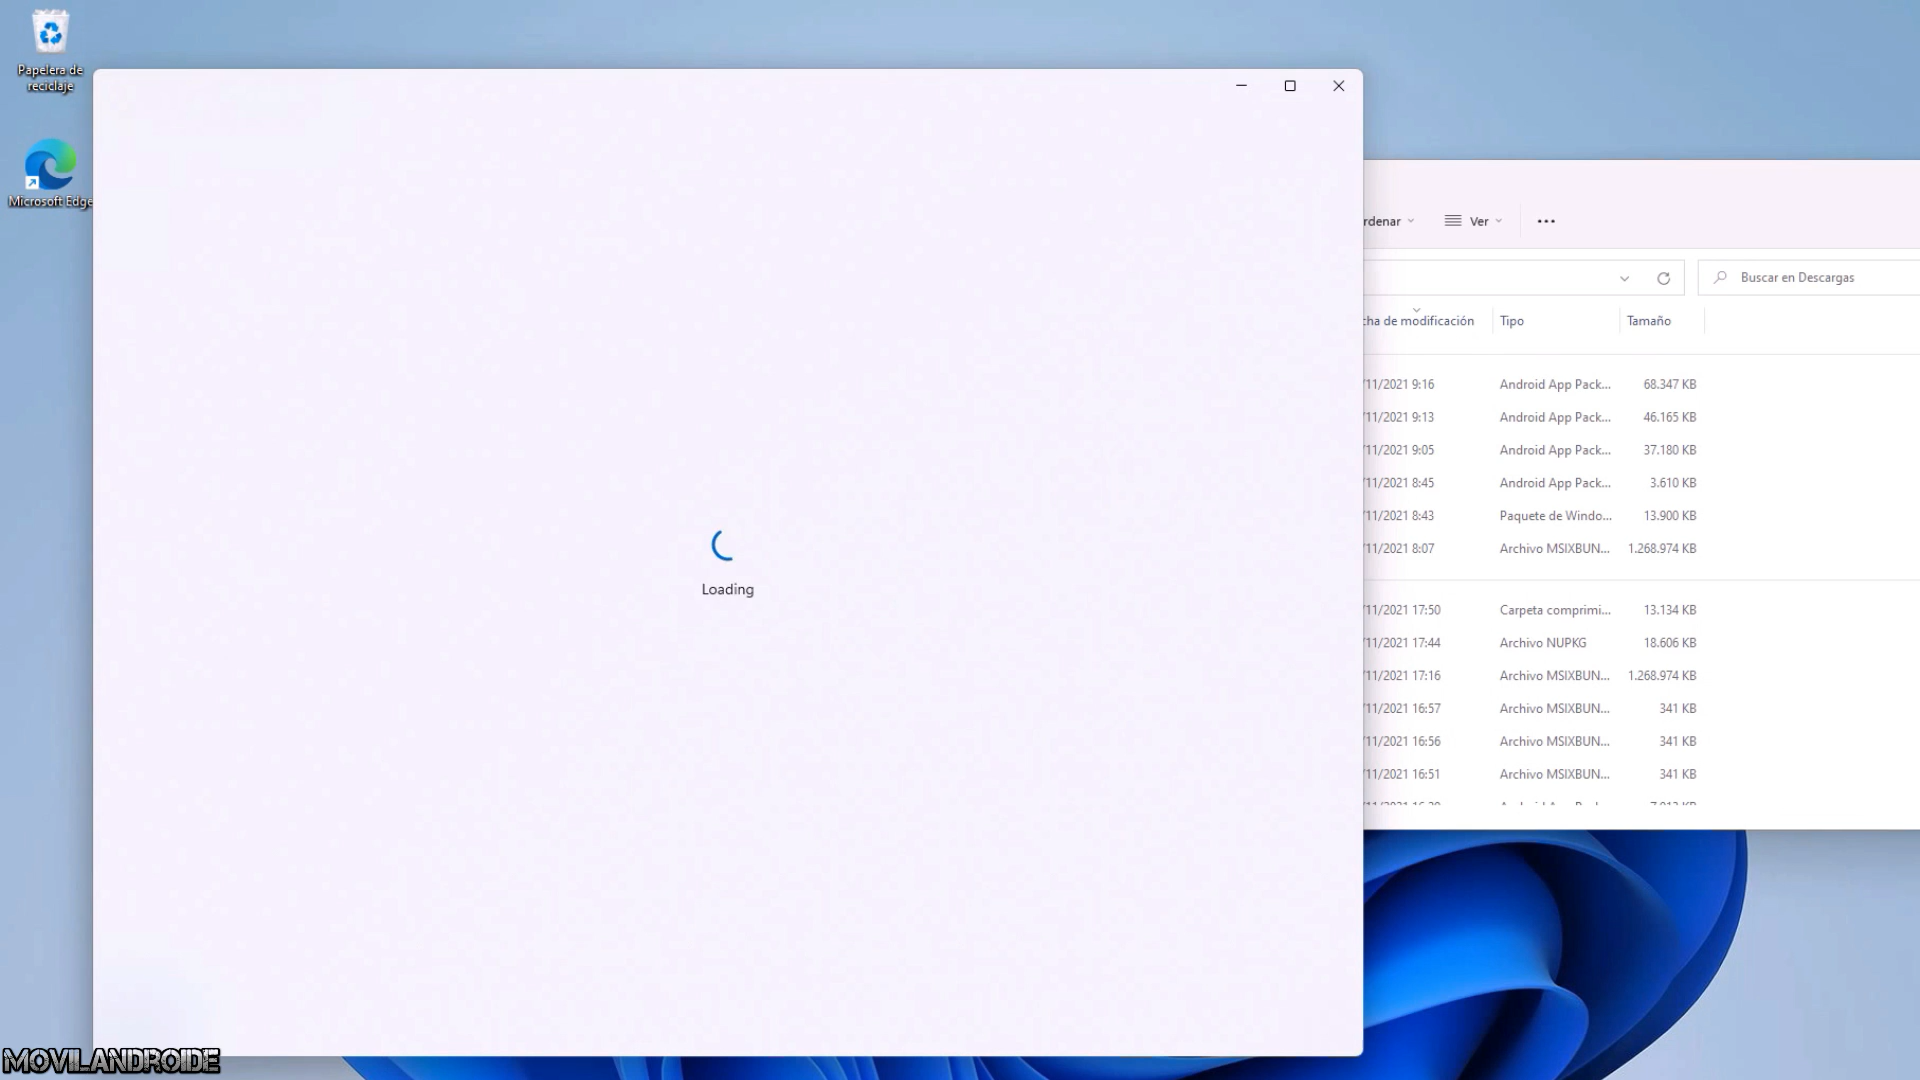 Papelera de
reciclaje
Microsoft Edge
Loading
rdenar
Ver
Buscar en Descargas
cha de modificación Tipo Tamaño
/11/2021 9:16 Android App Pack... 68.347 KB
/11/2021 9:13 Android App Pack... 46.165 KB
/11/2021 9:05 Android App Pack... 37.180 KB
/11/2021 8:45 Android App Pack... 3.610 KB
/11/2021 8:43 Paquete de Windo... 13.900 KB
/11/2021 8:07 Archivo MSIXBUN... 1.268.974 KB
/11/2021 17:50 Carpeta comprimi... 13.134 KB
/11/2021 17:44 Archivo NUPKG 18.606 KB
/11/2021 17:16 Archivo MSIXBUN... 1.268.974 KB
/11/2021 16:57 Archivo MSIXBUN... 341 KB
/11/2021 16:56 Archivo MSIXBUN... 341 KB
/11/2021 16:51 Archivo MSIXBUN... 341 KB
MOVILANDROIDE